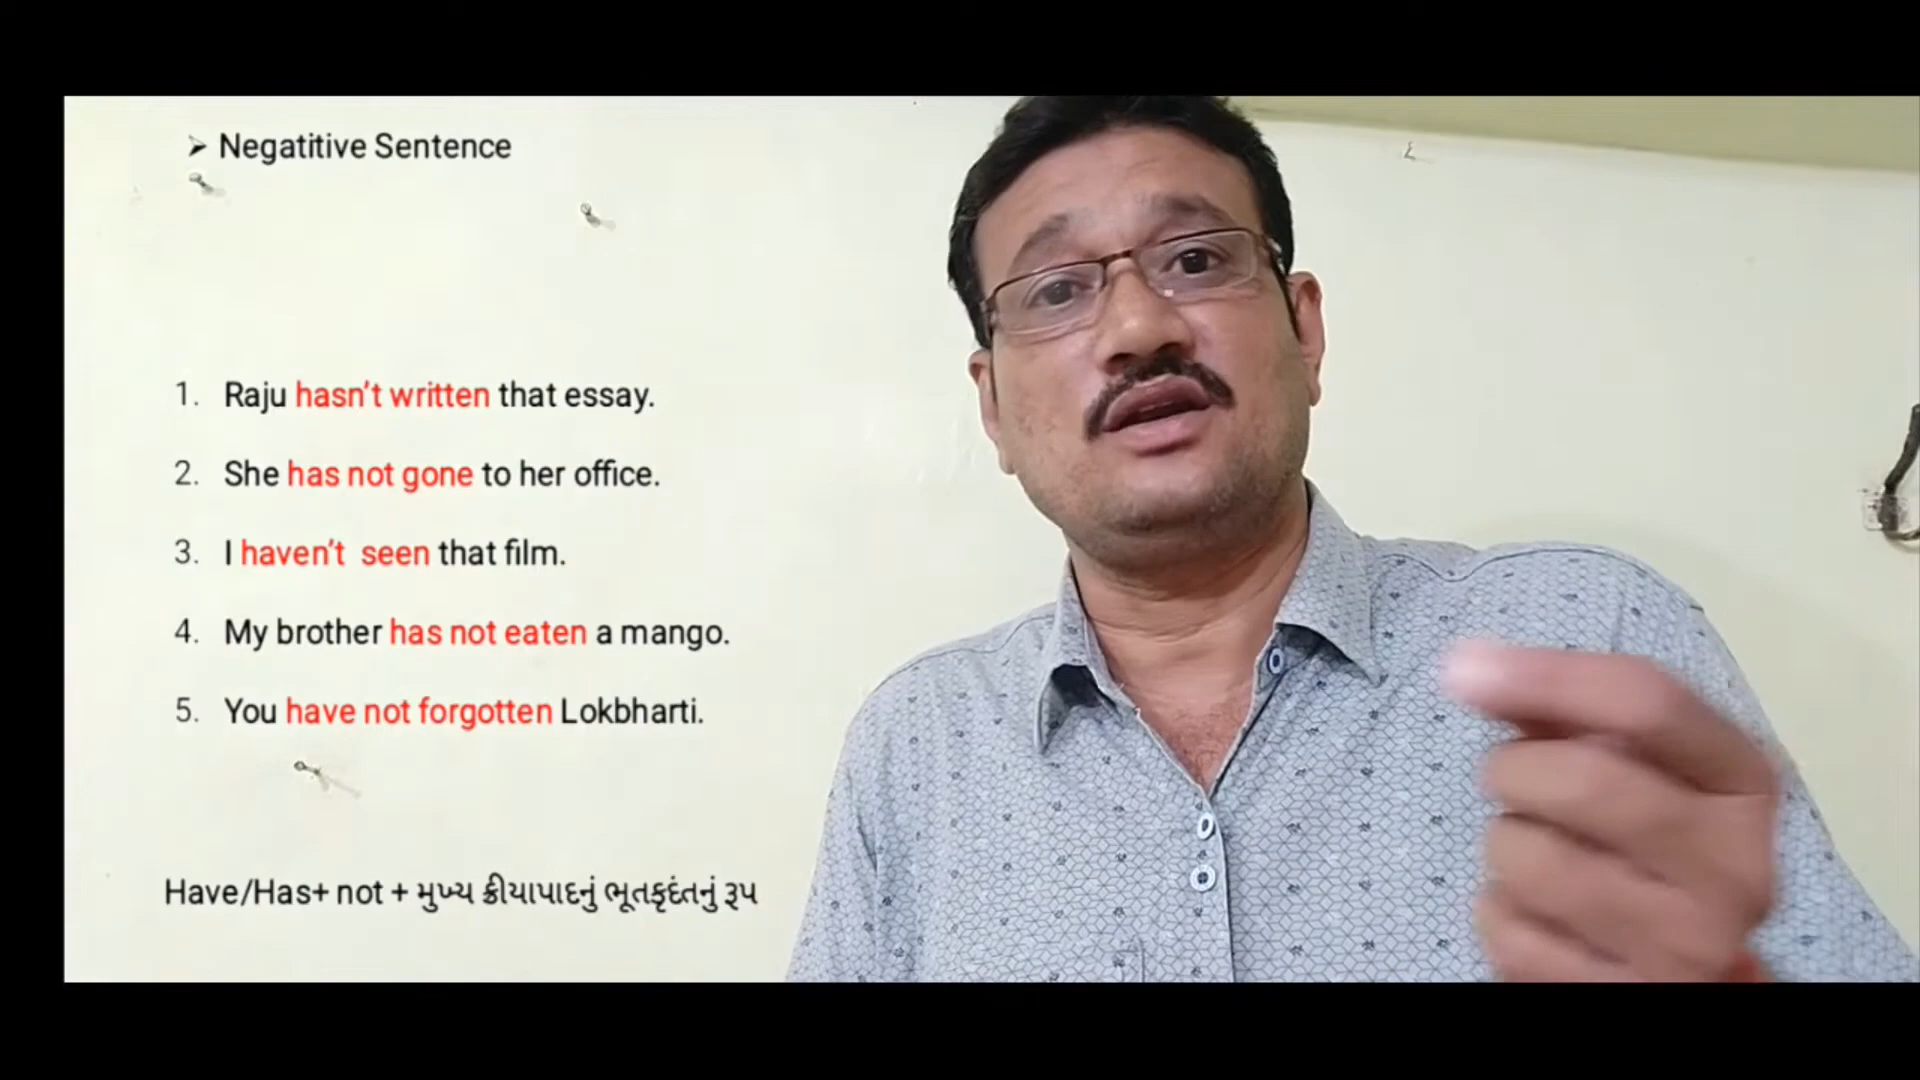 ➢ Negatitive Sentence
1. Raju hasn't written that essay.
2. She has not gone to her office.
3. I haven't seen that film.
4. My brother has not eaten a mango.
5. You have not forgotten Lokbharti.
Have/Has+ not + મુખ્ય ક્રીયાપાદનું ભૂતકૃદંતનું રૂપ